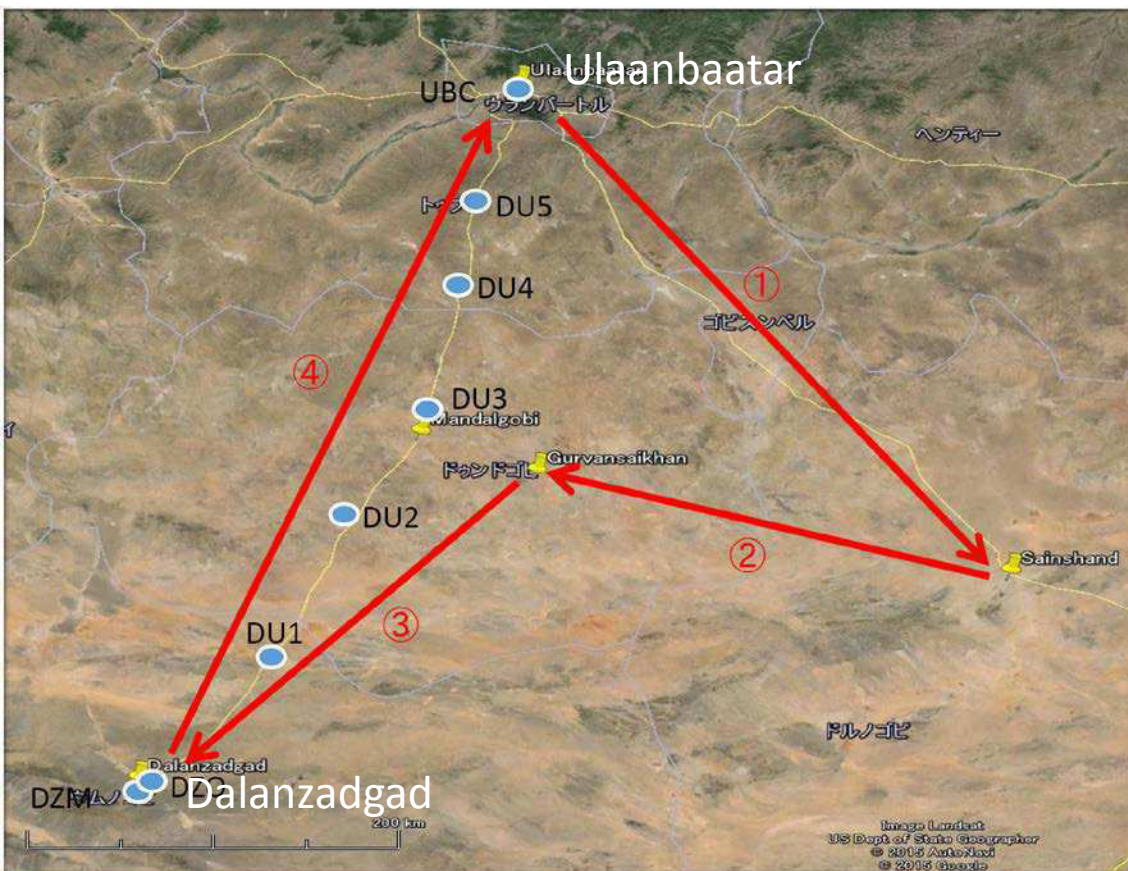 Ulaanbaatar
UBC
ウランバートル
ヘンティー
DU5
DU4
①
ゴビスンベル
④
DU3
Mandalgobi
Gurvansaikhan
ドゥンドゴビ
DU2
②
Sainshand
③
DU1
ドルノゴビ
Dalanzadgad
DZM
Dalanzadgad
200 km
Image Landsat
US Dept of State Geographer
© 2015 AutoNavi
© 2015 Google